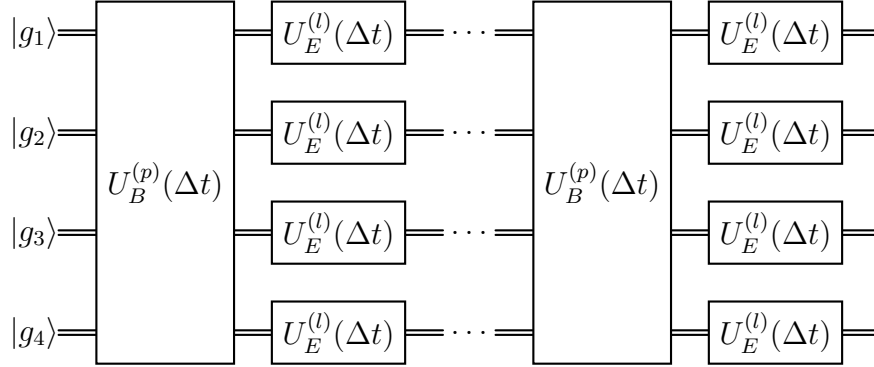 |g₁⟩ U_E^{(l)}(Δt) ··· U_E^{(l)}(Δt)
|g₂⟩ U_E^{(l)}(Δt) ··· U_E^{(l)}(Δt)
U_B^{(p)}(Δt) U_B^{(p)}(Δt)
|g₃⟩ U_E^{(l)}(Δt) ··· U_E^{(l)}(Δt)
|g₄⟩ U_E^{(l)}(Δt) ··· U_E^{(l)}(Δt)